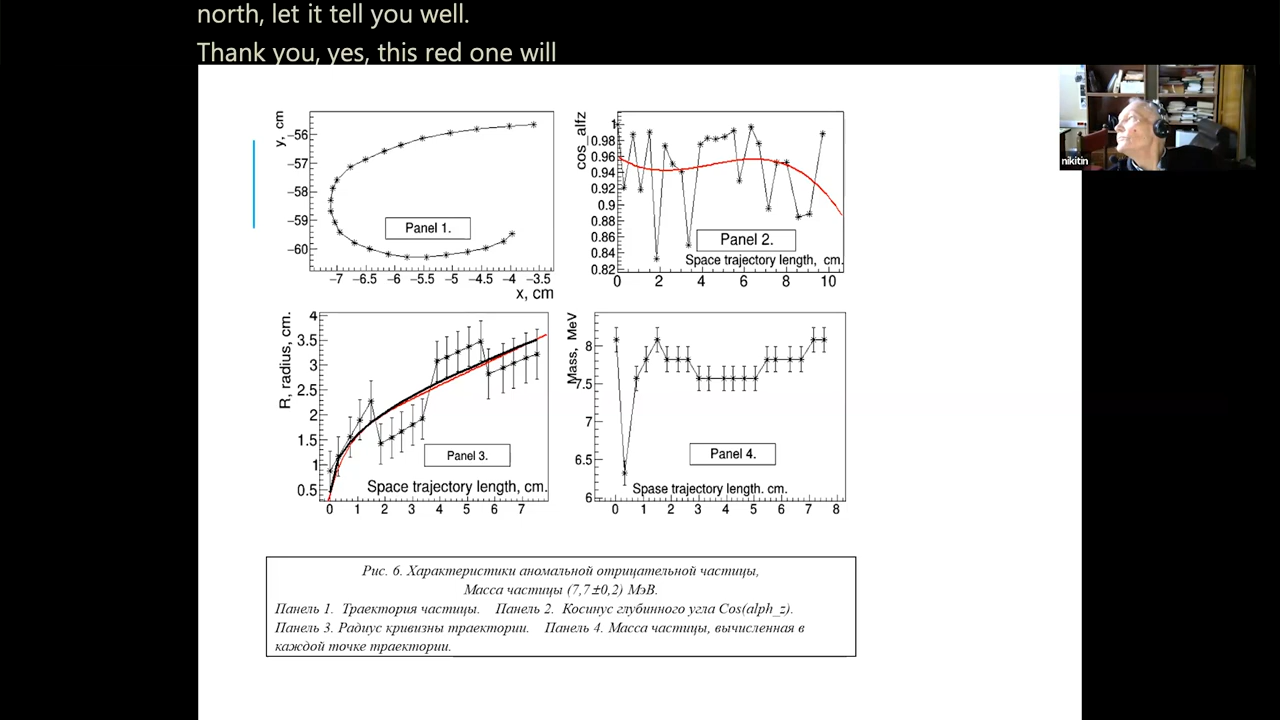 north, let it tell you well.
Thank you, yes, this red one will
nikitin
y, cm
−56
−57
−58
−59
−60
Panel 1.
−7 −6.5 −6 −5.5 −5 −4.5 −4 −3.5
x, cm
cos_alfz
1
0.98
0.96
0.94
0.92
0.9
0.88
0.86
0.84
0.82
Panel 2.
Space trajectory length, cm.
0 2 4 6 8 10
R, radius, cm.
4
3.5
3
2.5
2
1.5
1
0.5
Panel 3.
Space trajectory length, cm.
0 1 2 3 4 5 6 7
Mass, MeV
8
7.5
7
6.5
6
Panel 4.
Spase trajectory length. cm.
0 1 2 3 4 5 6 7 8
Рис. 6. Характеристики аномальной отрицательной частицы,
Масса частицы (7,7±0,2) МэВ.
Панель 1. Траектория частицы. Панель 2. Косинус глубинного угла Cos(alph_z).
Панель 3. Радиус кривизны траектории. Панель 4. Масса частицы, вычисленная в
каждой точке траектории.